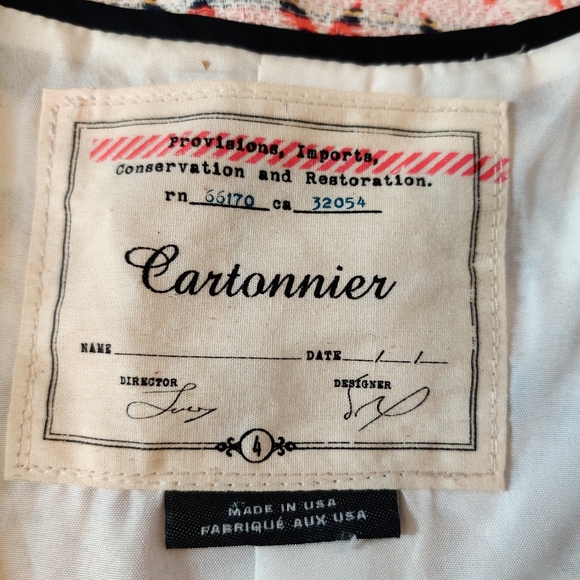 Provisions, Imports,
Conservation and Restoration.
rn 66170 ca 32054
Cartonnier
NAME DATE / /
DIRECTOR DESIGNER
4
MADE IN USA
FABRIQUÉ AUX USA